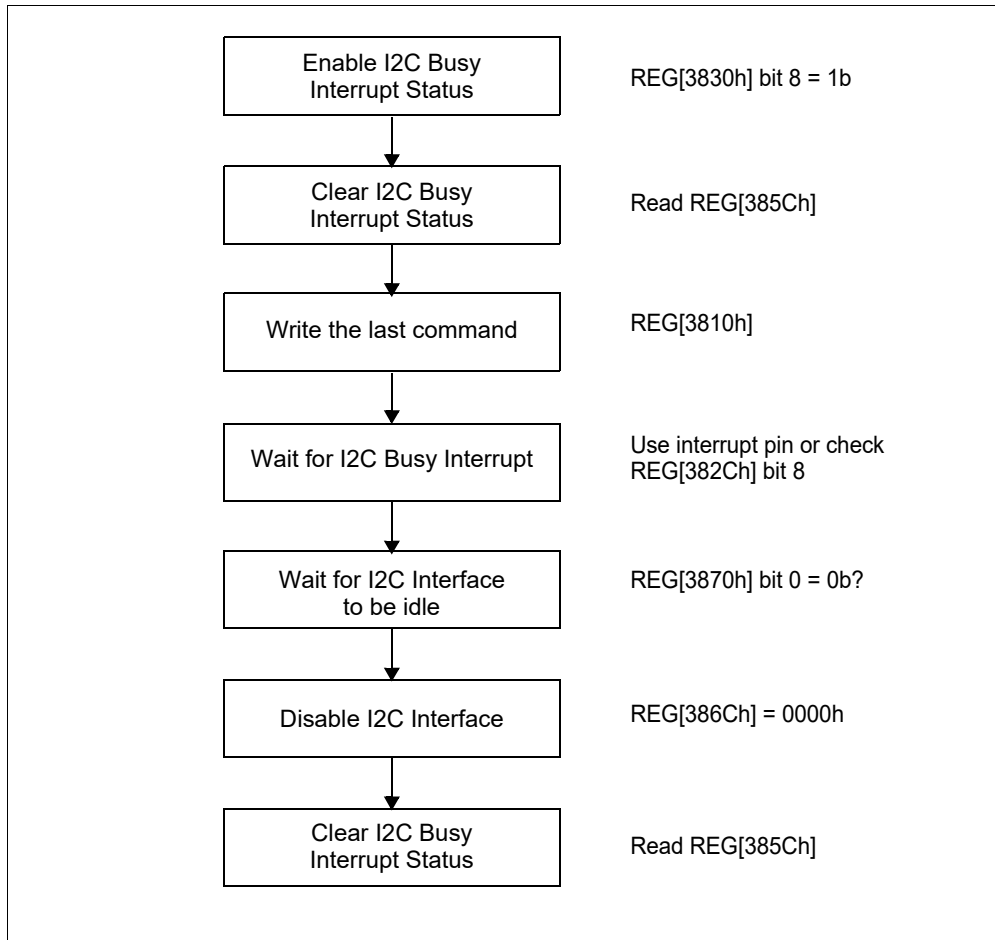 Enable I2C Busy
Interrupt Status
REG[3830h] bit 8 = 1b
Clear I2C Busy
Interrupt Status
Read REG[385Ch]
Write the last command
REG[3810h]
Wait for I2C Busy Interrupt
Use interrupt pin or check
REG[382Ch] bit 8
Wait for I2C Interface
to be idle
REG[3870h] bit 0 = 0b?
Disable I2C Interface
REG[386Ch] = 0000h
Clear I2C Busy
Interrupt Status
Read REG[385Ch]